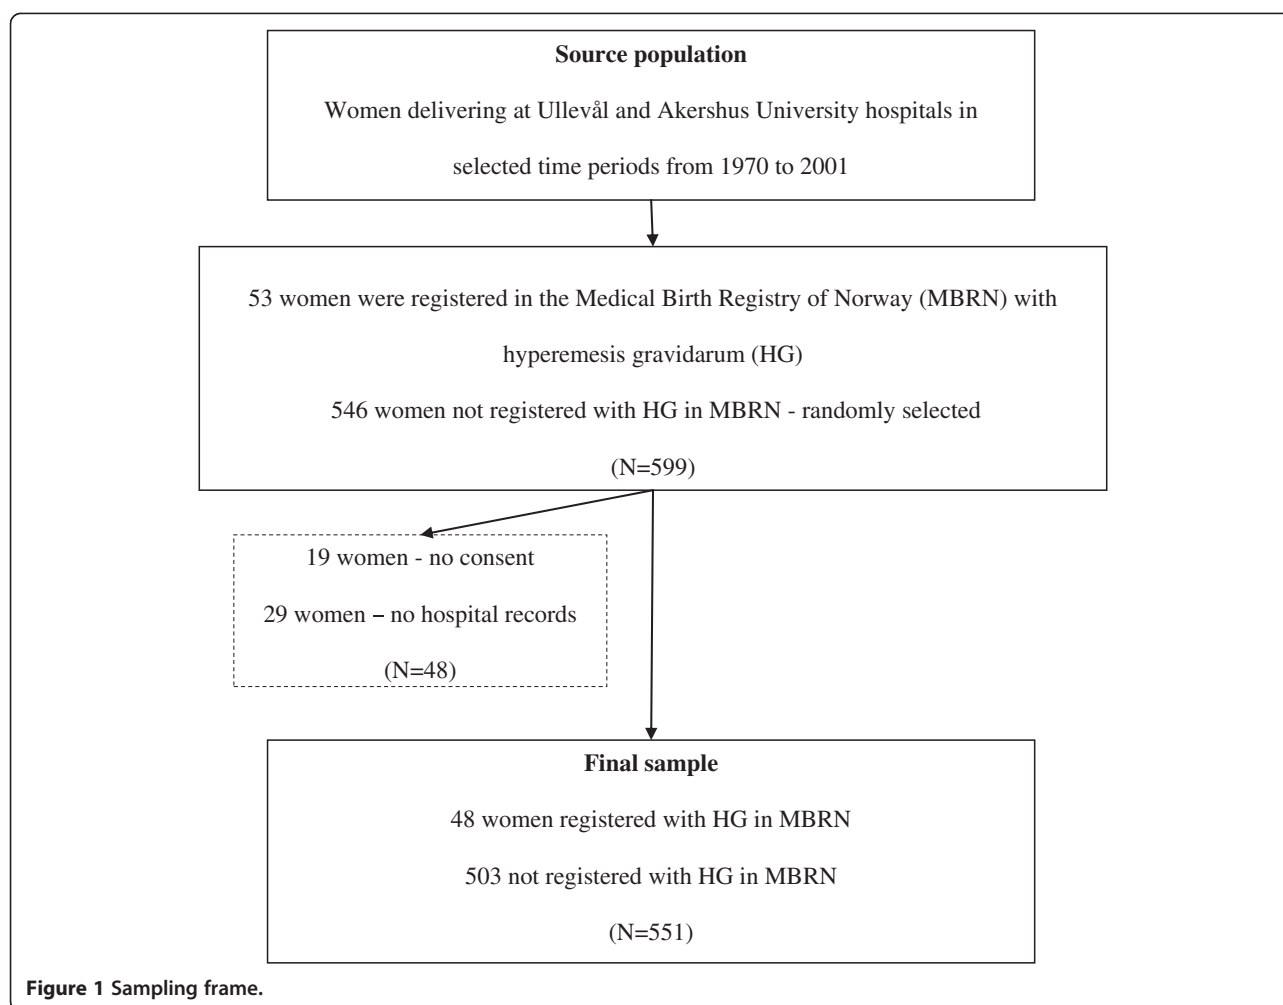 Source population
Women delivering at Ullevål and Akershus University hospitals in
selected time periods from 1970 to 2001
53 women were registered in the Medical Birth Registry of Norway (MBRN) with
hyperemesis gravidarum (HG)
546 women not registered with HG in MBRN - randomly selected
(N=599)
19 women - no consent
29 women – no hospital records
(N=48)
Final sample
48 women registered with HG in MBRN
503 not registered with HG in MBRN
(N=551)
Figure 1 Sampling frame.